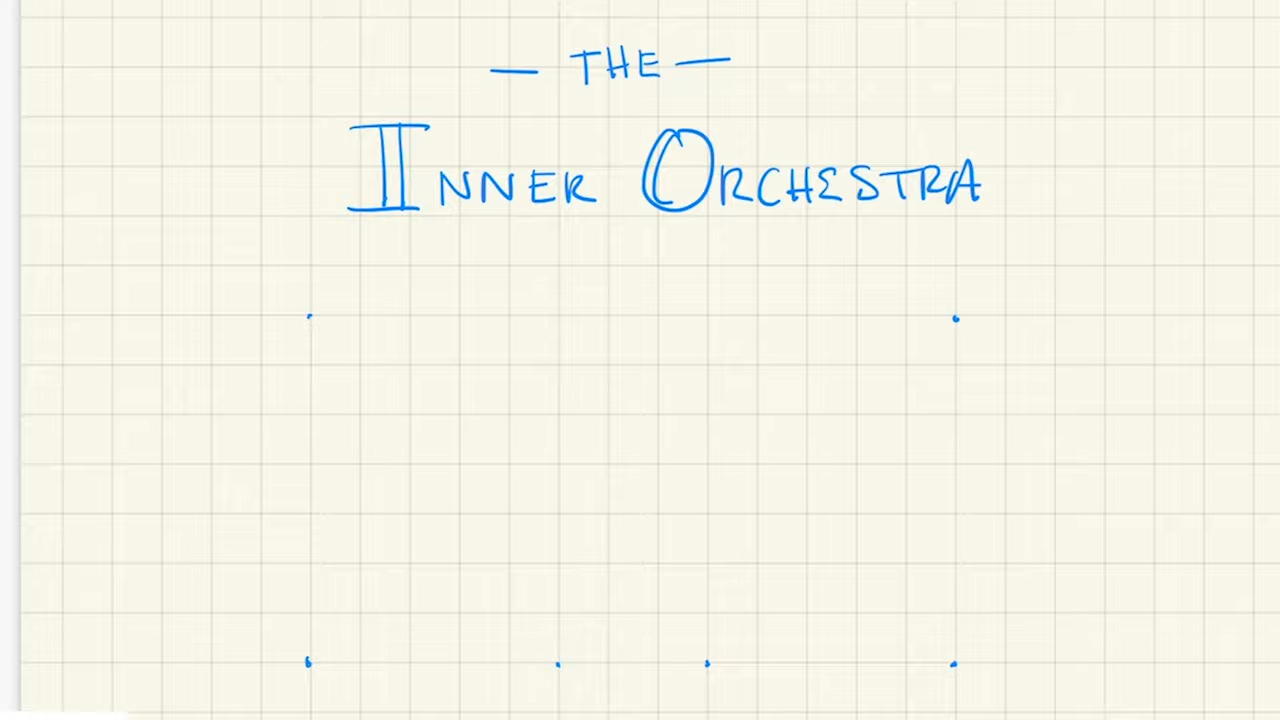 — THE —
INNER ORCHESTRA